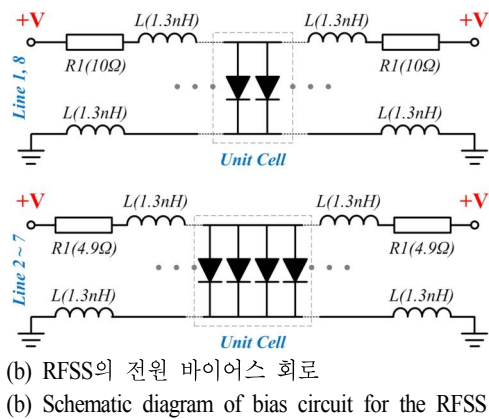 +V L(1.3nH) L(1.3nH) +V
R1(10Ω) R1(10Ω)
Line 1, 8
L(1.3nH) L(1.3nH)
Unit Cell
+V L(1.3nH) L(1.3nH) +V
R1(4.9Ω) R1(4.9Ω)
Line 2 ~ 7
L(1.3nH) L(1.3nH)
Unit Cell
(b) RFSS의 전원 바이어스 회로
(b) Schematic diagram of bias circuit for the RFSS